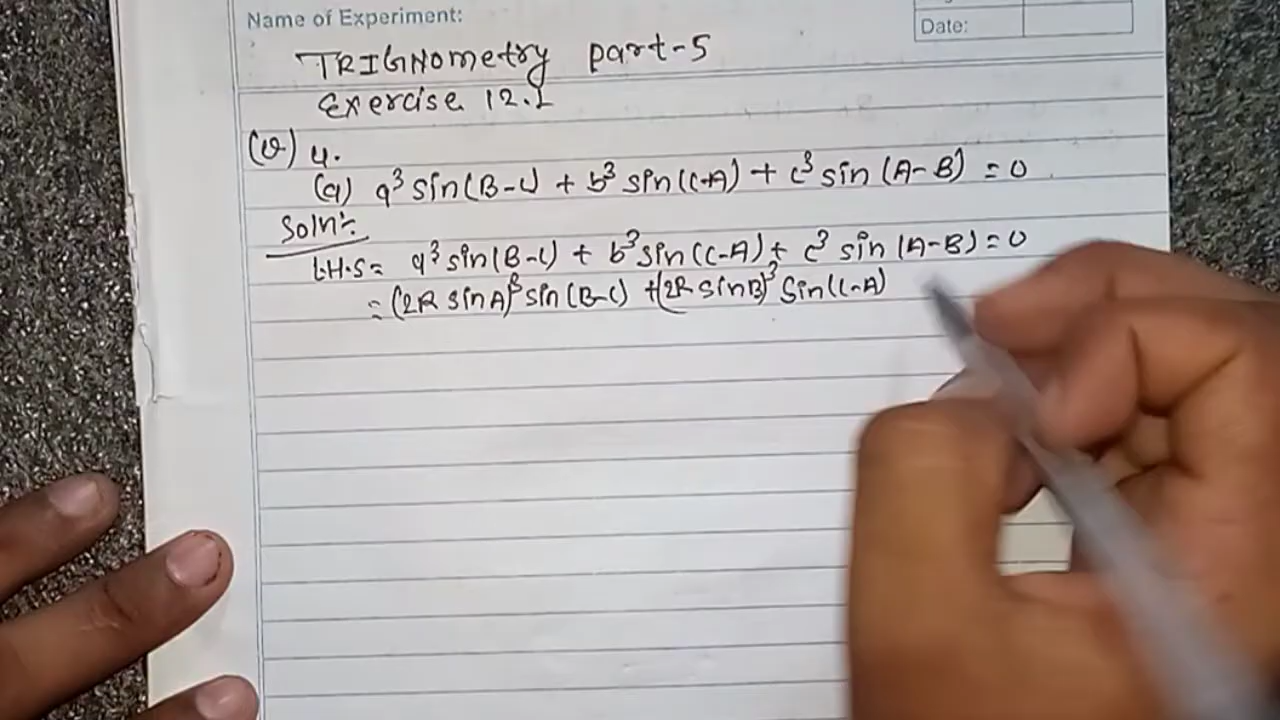 Name of Experiment:
Date:
TRIGNometry part-5
Exercise 12.1
(Q) 4.
(a) a³ sin(B-C) + b³ sin(C-A) + c³ sin(A-B) = 0
Soln:-
L.H.S = a³ sin(B-C) + b³ sin(C-A) + c³ sin(A-B) = 0
= (2R sinA)³ sin(B-C) + (2R sinB)³ sin(C-A)